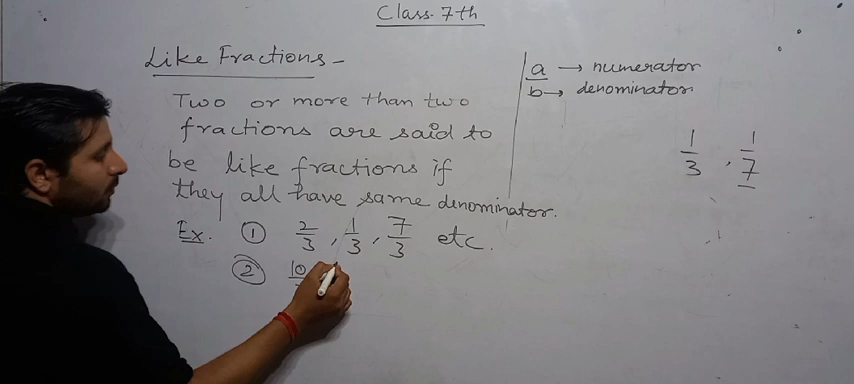 Class-7th
Like Fractions-
Two or more than two
fractions are said to
be like fractions if
they all have same denominator.
Ex. ① 2/3, 1/3, 7/3 etc.
② 10
a → numerator
b → denominator
1/3, 1/7